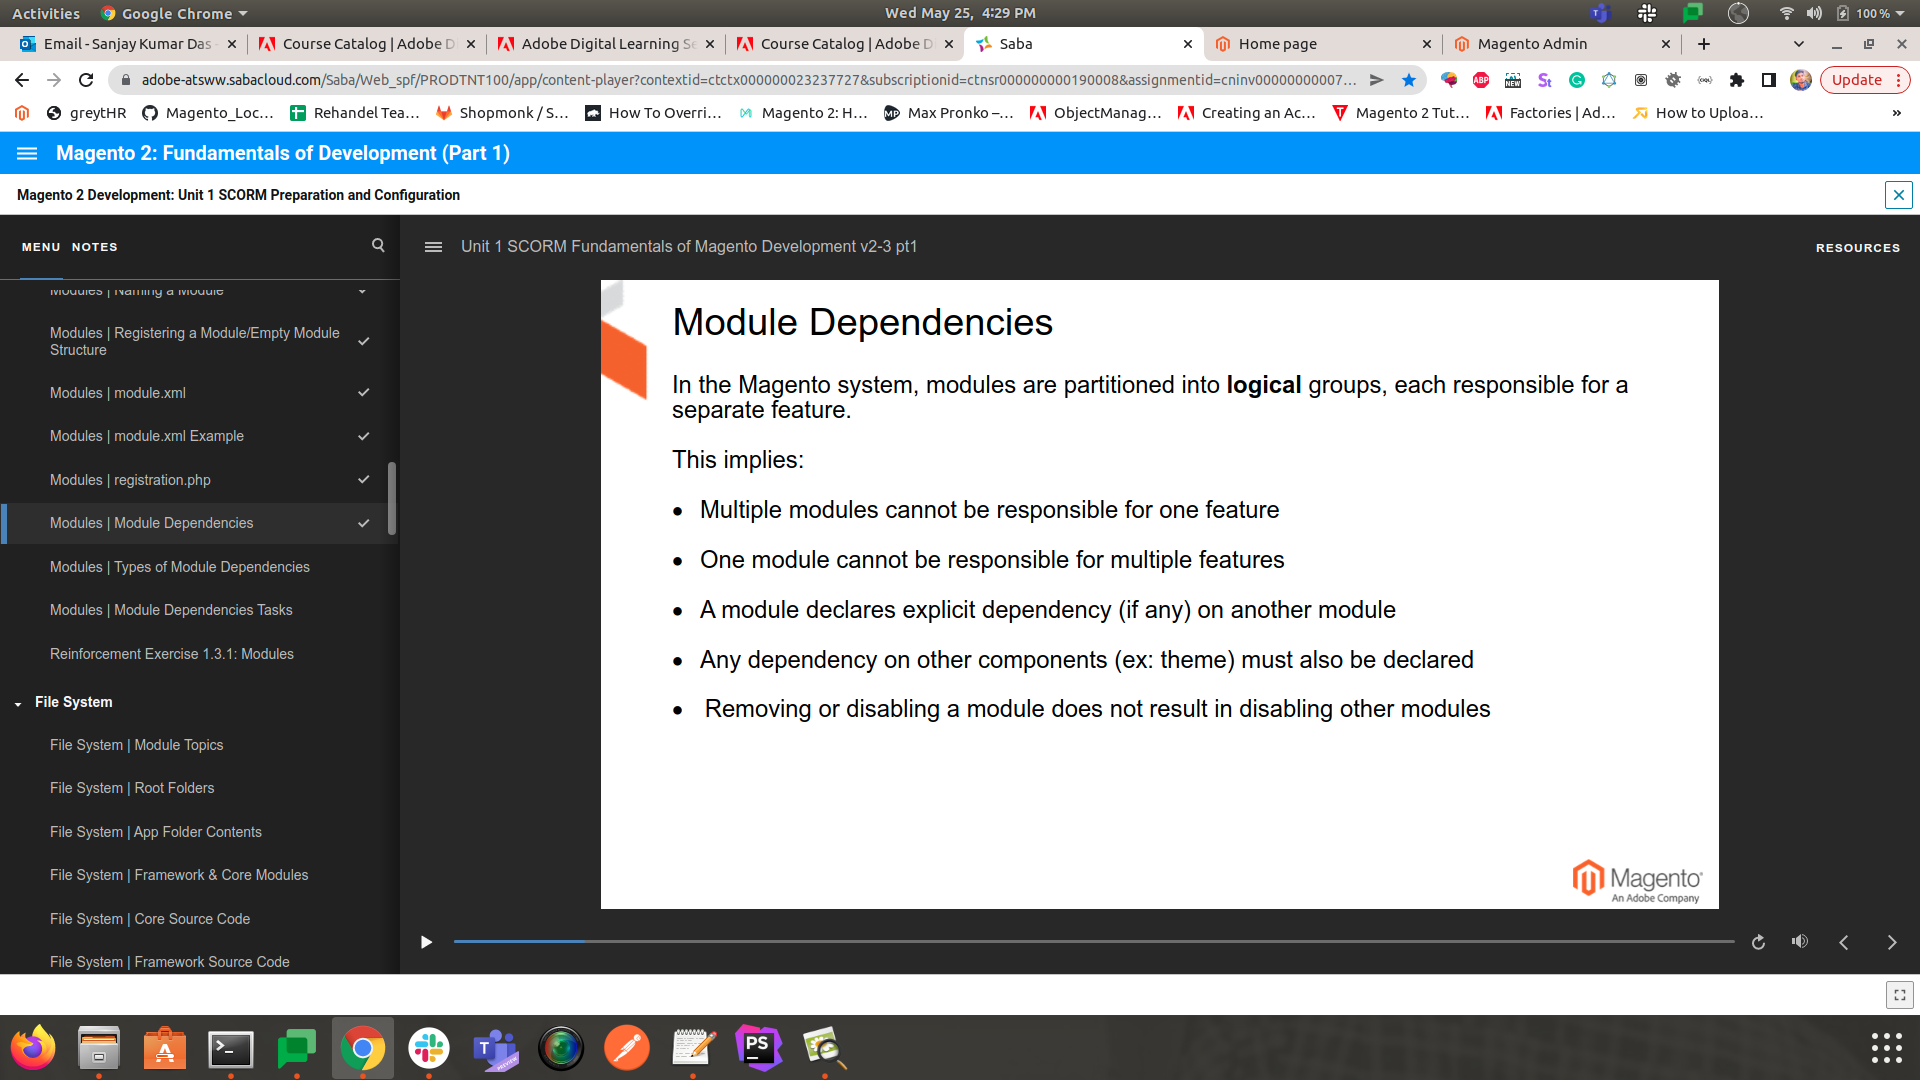 Activities Google Chrome Wed May 25, 4:29 PM 100 %
Email - Sanjay Kumar Das Course Catalog | Adobe D Adobe Digital Learning Se Course Catalog | Adobe D Saba Home page Magento Admin
adobe-atsww.sabacloud.com/Saba/Web_spf/PRODTNT100/app/content-player?contextid=ctctx000000023237727&subscriptionid=ctnsr000000000190008&assignmentid=cninv00000000007... ABP NEW St Update
greytHR Magento_Loc... Rehandel Tea... Shopmonk / S... How To Overri... Magento 2: H... Max Pronko –... ObjectManag... Creating an Ac... Magento 2 Tut... Factories | Ad... How to Uploa... »
Magento 2: Fundamentals of Development (Part 1)
Magento 2 Development: Unit 1 SCORM Preparation and Configuration
MENU NOTES
Unit 1 SCORM Fundamentals of Magento Development v2-3 pt1
RESOURCES
Modules | Naming a Module
Modules | Registering a Module/Empty Module
Structure
Modules | module.xml
Modules | module.xml Example
Modules | registration.php
Modules | Module Dependencies
Modules | Types of Module Dependencies
Modules | Module Dependencies Tasks
Reinforcement Exercise 1.3.1: Modules
File System
File System | Module Topics
File System | Root Folders
File System | App Folder Contents
File System | Framework & Core Modules
File System | Core Source Code
File System | Framework Source Code
Module Dependencies
In the Magento system, modules are partitioned into logical groups, each responsible for a
separate feature.
This implies:
• Multiple modules cannot be responsible for one feature
• One module cannot be responsible for multiple features
• A module declares explicit dependency (if any) on another module
• Any dependency on other components (ex: theme) must also be declared
• Removing or disabling a module does not result in disabling other modules
Magento
An Adobe Company
PS